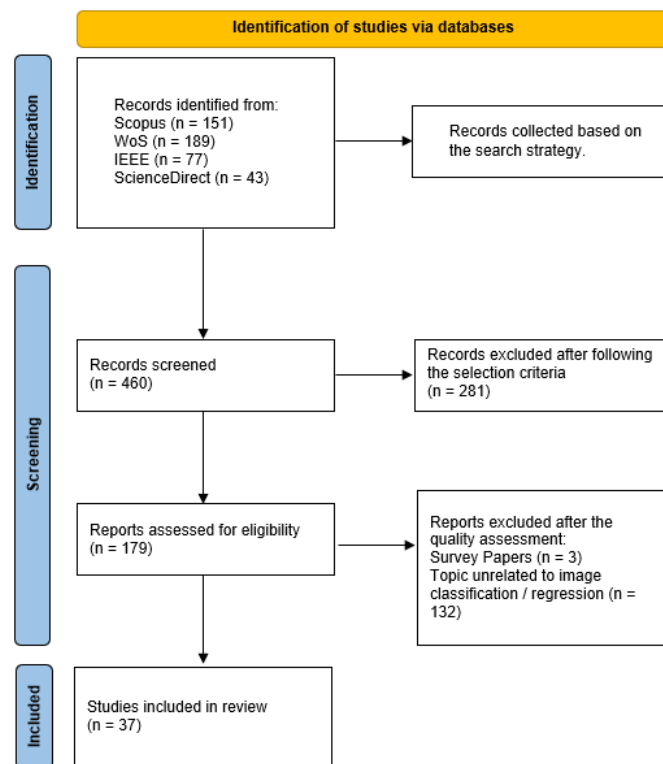 Identification of studies via databases
Identification
Records identified from:
Scopus (n = 151)
WoS (n = 189)
IEEE (n = 77)
ScienceDirect (n = 43)
Records collected based on
the search strategy.
Screening
Records screened
(n = 460)
Records excluded after following
the selection criteria
(n = 281)
Reports assessed for eligibility
(n = 179)
Reports excluded after the
quality assessment:
Survey Papers (n = 3)
Topic unrelated to image
classification / regression (n =
132)
Included
Studies included in review
(n = 37)